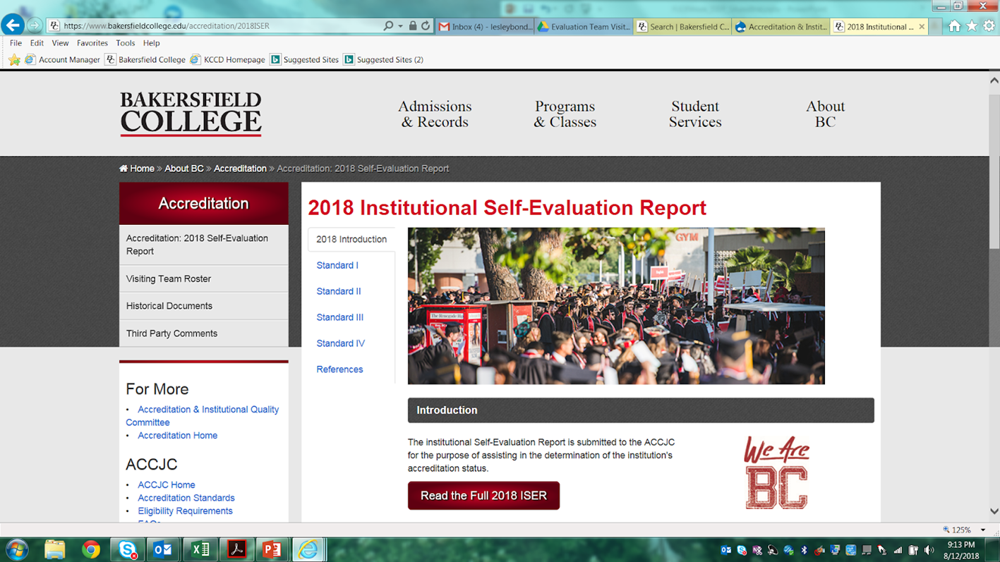 https://www.bakersfieldcollege.edu/accreditation/2018ISER
Inbox (4) - lesleybond...
Evaluation Team Visit...
Search | Bakersfield C...
Accreditation & Instit...
2018 Institutional ...
File Edit View Favorites Tools Help
Account Manager Bakersfield College KCCD Homepage Suggested Sites Suggested Sites (2)
BAKERSFIELD
COLLEGE
Admissions
& Records
Programs
& Classes
Student
Services
About
BC
Home » About BC » Accreditation » Accreditation: 2018 Self-Evaluation Report
Accreditation
Accreditation: 2018 Self-Evaluation
Report
Visiting Team Roster
Historical Documents
Third Party Comments
For More
• Accreditation & Institutional Quality
Committee
• Accreditation Home
ACCJC
• ACCJC Home
• Accreditation Standards
• Eligibility Requirements
• FAQs
2018 Institutional Self-Evaluation Report
2018 Introduction
Standard I
Standard II
Standard III
Standard IV
References
GYM
Introduction
The institutional Self-Evaluation Report is submitted to the ACCJC
for the purpose of assisting in the determination of the institution's
accreditation status.
Read the Full 2018 ISER
We Are
BC
125%
9:13 PM
8/12/2018